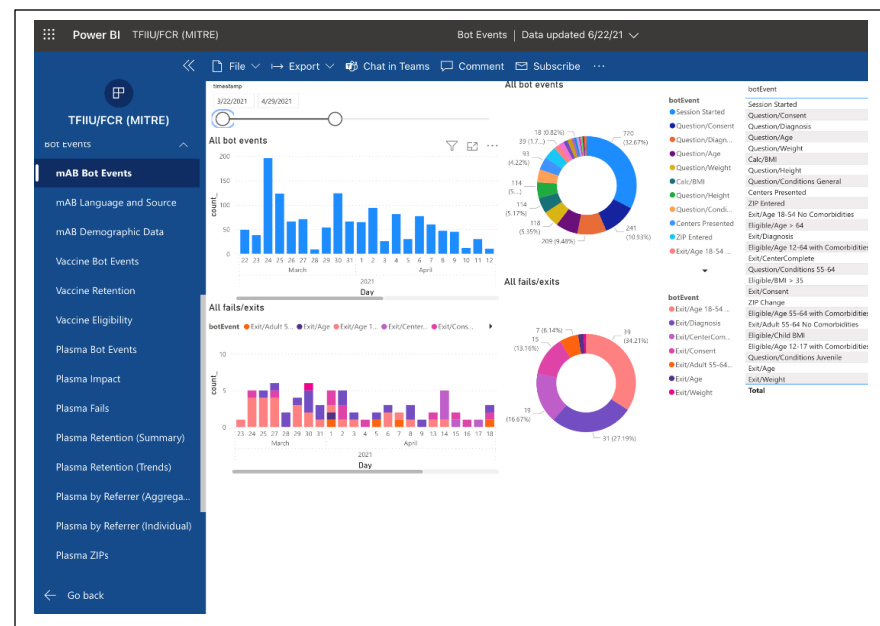 Power BI TFIIU/FCR (MITRE)
Bot Events | Data updated 6/22/21
File Export Chat in Teams Comment Subscribe ...
TFIIU/FCR (MITRE)
Bot Events
mAB Bot Events
mAB Language and Source
mAB Demographic Data
Vaccine Bot Events
Vaccine Retention
Vaccine Eligibility
Plasma Bot Events
Plasma Impact
Plasma Fails
Plasma Retention (Summary)
Plasma Retention (Trends)
Plasma by Referrer (Aggrega...
Plasma by Referrer (Individual)
Plasma ZIPs
Go back
timestamp
3/22/2021 4/29/2021
All bot events
200
150
100
50
0
count_
22 23 24 25 26 27 28 29 30 31 1 2 3 4 5 6 7 8 9 10 11 12
March April
2021
Day
All fails/exits
botEvent Exit/Adult 5... Exit/Age Exit/Age 1... Exit/Center... Exit/Cons...
10
5
0
count_
23 24 25 27 28 29 30 31 1 2 3 4 5 6 7 8 9 13 14 15 16 17 18
March April
2021
Day
All bot events
18 (0.82%)
39 (1.7...)
93
(4.22%)
114
(5....)
114
(5.17%)
118
(5.35%)
209 (9.48%)
241
(10.93%)
720
(32.67%)
botEvent
Session Started
Question/Consent
Question/Diagn...
Question/Age
Question/Weight
Calc/BMI
Question/Height
Question/Condi...
Centers Presented
ZIP Entered
Exit/Age 18-54 ...
All fails/exits
7 (6.14%)
15
(13.16%)
19
(16.67%)
31 (27.19%)
39
(34.21%)
botEvent
Exit/Age 18-54 ...
Exit/Diagnosis
Exit/CenterCom...
Exit/Consent
Exit/Adult 55-64...
Exit/Age
Exit/Weight
botEvent
Session Started
Question/Consent
Question/Diagnosis
Question/Age
Question/Weight
Calc/BMI
Question/Height
Question/Conditions General
Centers Presented
ZIP Entered
Exit/Age 18-54 No Comorbidities
Eligible/Age > 64
Exit/Diagnosis
Eligible/Age 12-64 with Comorbidities
Exit/CenterComplete
Question/Conditions 55-64
Eligible/BMI > 35
Exit/Consent
ZIP Change
Eligible/Age 55-64 with Comorbidities
Exit/Adult 55-64 No Comorbidities
Eligible/Child BMI
Eligible/Age 12-17 with Comorbidities
Question/Conditions Juvenile
Exit/Age
Exit/Weight
Total